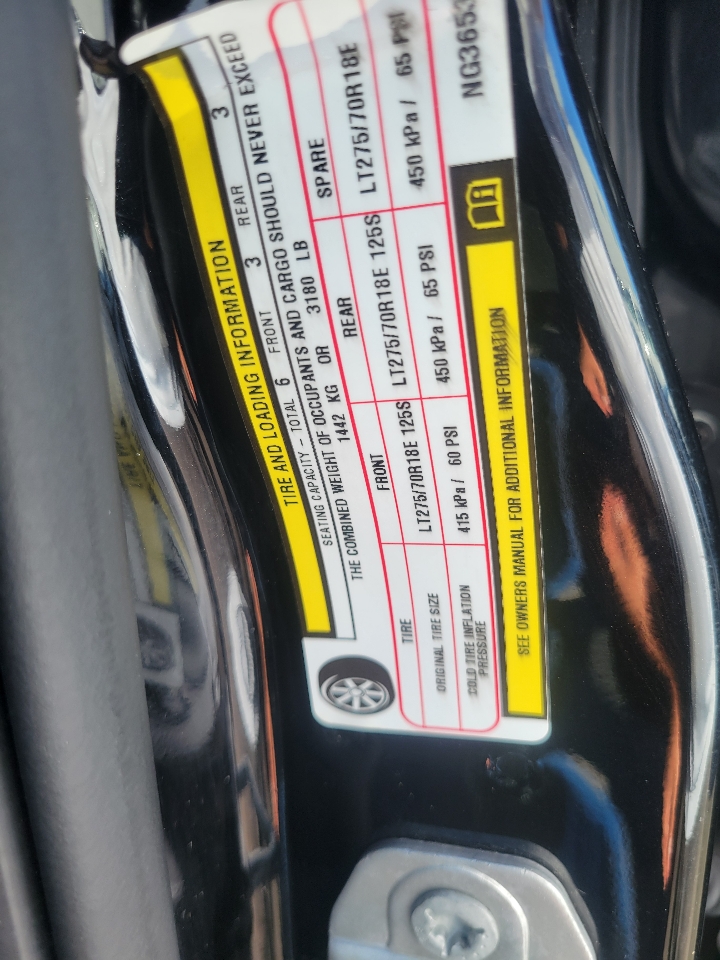 TIRE AND LOADING INFORMATION
SEATING CAPACITY - TOTAL 6 FRONT 3 REAR 3
THE COMBINED WEIGHT OF OCCUPANTS AND CARGO SHOULD NEVER EXCEED
1442 KG OR 3180 LB
TIRE FRONT REAR SPARE
ORIGINAL TIRE SIZE LT275/70R18E 125S LT275/70R18E 125S LT275/70R18E
COLD TIRE INFLATION
PRESSURE 415 kPa / 60 PSI 450 kPa / 65 PSI 450 kPa / 65 PSI
SEE OWNERS MANUAL FOR ADDITIONAL INFORMATION
NG3653